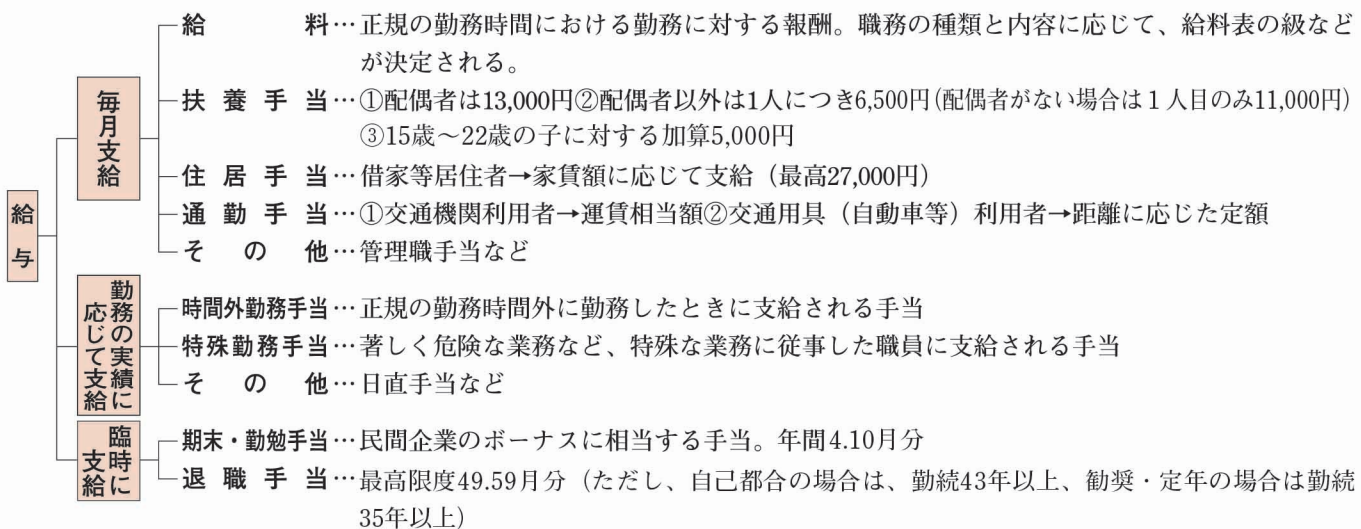 給与
毎月支給
給料…正規の勤務時間における勤務に対する報酬。職務の種類と内容に応じて、給料表の級など
が決定される。
扶養手当…①配偶者は13,000円②配偶者以外は1人につき6,500円(配偶者がない場合は1人目のみ11,000円)
③15歳～22歳の子に対する加算5,000円
住居手当…借家等居住者→家賃額に応じて支給（最高27,000円）
通勤手当…①交通機関利用者→運賃相当額②交通用具（自動車等）利用者→距離に応じた定額
その他…管理職手当など
勤務の実績に
応じて支給
時間外勤務手当…正規の勤務時間外に勤務したときに支給される手当
特殊勤務手当…著しく危険な業務など、特殊な業務に従事した職員に支給される手当
その他…日直手当など
臨時に
支給
期末・勤勉手当…民間企業のボーナスに相当する手当。年間4.10月分
退職手当…最高限度49.59月分（ただし、自己都合の場合は、勤続43年以上、勧奨・定年の場合は勤続
35年以上）